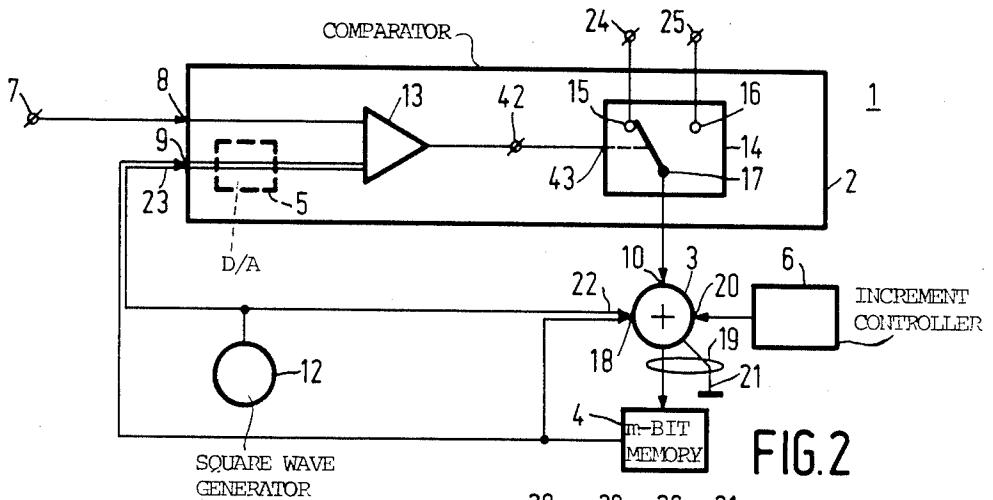 24 25
COMPARATOR
7 8 13 42 15 16 1
9 14
43 17 2
23 5
D/A
10 3 6
22 20 INCREMENT
CONTROLLER
18 19
12 21
4 m-BIT
MEMORY
FIG.2
SQUARE WAVE
GENERATOR